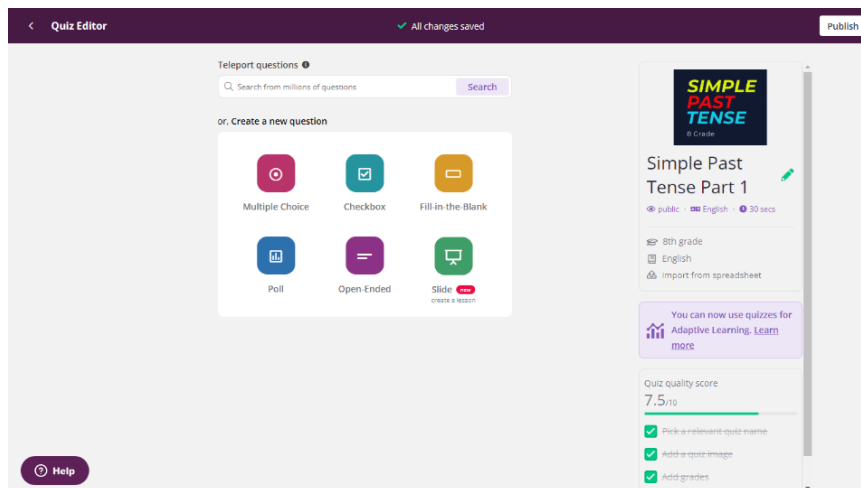 Quiz Editor
All changes saved
Publish
Teleport questions
Search from millions of questions
Search
or, Create a new question
Multiple Choice
Checkbox
Fill-in-the-Blank
Poll
Open-Ended
Slide new
create a lesson
SIMPLE
PAST
TENSE
8 Grade
Simple Past
Tense Part 1
public · English · 30 secs
8th grade
English
Import from spreadsheet
You can now use quizzes for
Adaptive Learning. Learn
more
Quiz quality score
7.5/10
Pick a relevant quiz name
Add a quiz image
Add grades
Help